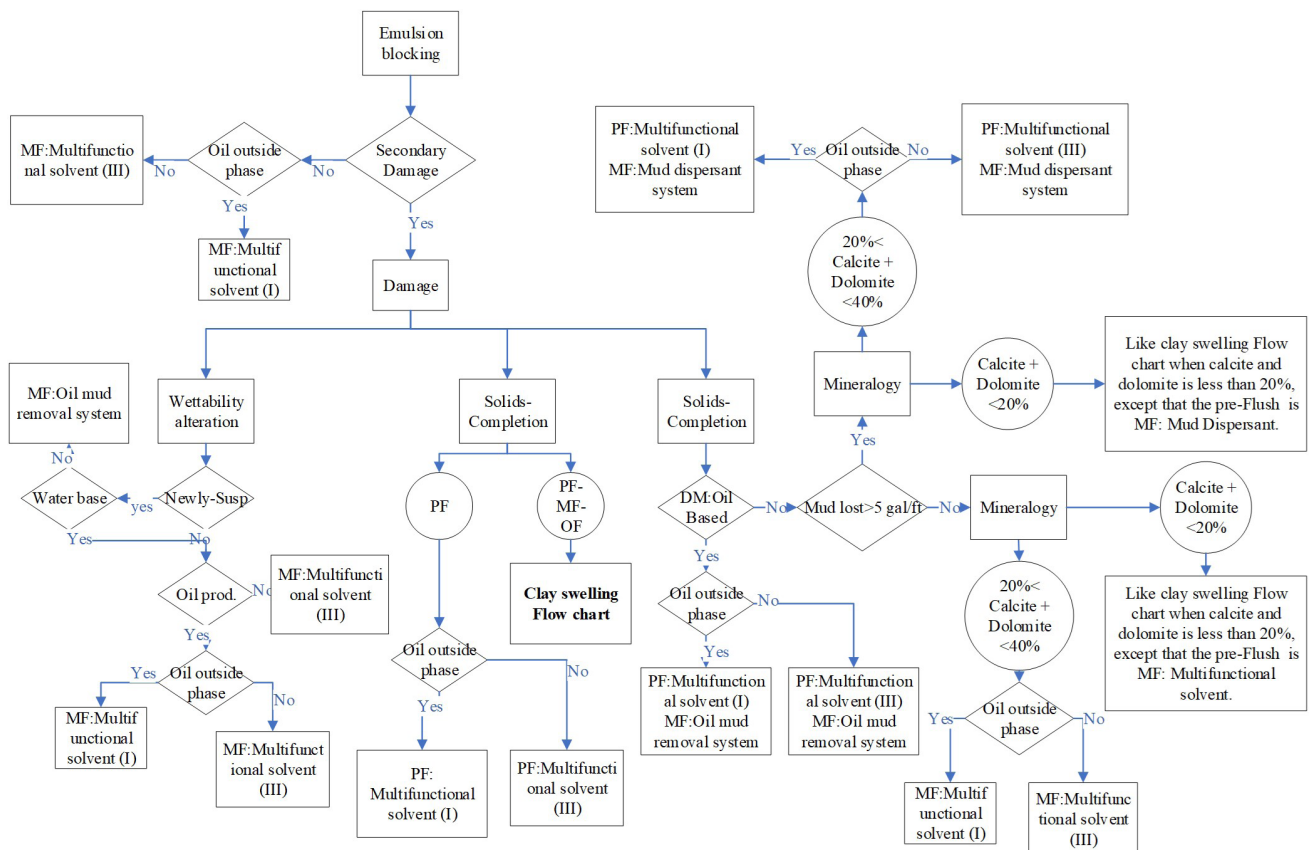 Emulsion
blocking
MF:Multifunctio
nal solvent (III)
No
Oil outside
phase
No
Secondary
Damage
Yes
Yes
MF:Multif
unctional
solvent (I)
Damage
PF:Multifunctional
solvent (I)
MF:Mud dispersant
system
Yes
Oil outside
phase
No
PF:Multifunctional
solvent (III)
MF:Mud dispersant
system
20%<
Calcite +
Dolomite
<40%
Mineralogy
Calcite +
Dolomite
<20%
Like clay swelling Flow
chart when calcite and
dolomite is less than 20%,
except that the pre-Flush is
MF: Mud Dispersant.
MF:Oil mud
removal system
Wettability
alteration
Solids-
Completion
Solids-
Completion
Yes
No
Water base
yes
Newly-Susp
Yes
No
PF
PF-
MF-
OF
Clay swelling
Flow chart
DM:Oil
Based
No
Mud lost>5 gal/ft
No
Mineralogy
Calcite +
Dolomite
<20%
Yes
Oil prod.
No
MF:Multifuncti
onal solvent
(III)
Oil outside
phase
No
20%<
Calcite +
Dolomite
<40%
Like clay swelling Flow
chart when calcite and
dolomite is less than 20%,
except that the pre-Flush is
MF: Multifunctional
solvent.
Yes
Yes
Oil outside
phase
No
Yes
Oil outside
phase
No
Yes
MF:Multif
unctional
solvent (I)
MF:Multifunct
ional solvent
(III)
PF:
Multifunctional
solvent (I)
PF:Multifuncti
onal solvent
(III)
PF:Multifunction
al solvent (I)
MF:Oil mud
removal system
PF:Multifunction
al solvent (III)
MF:Oil mud
removal system
Yes
Oil outside
phase
No
MF:Multif
unctional
solvent (I)
MF:Multifunc
tional solvent
(III)